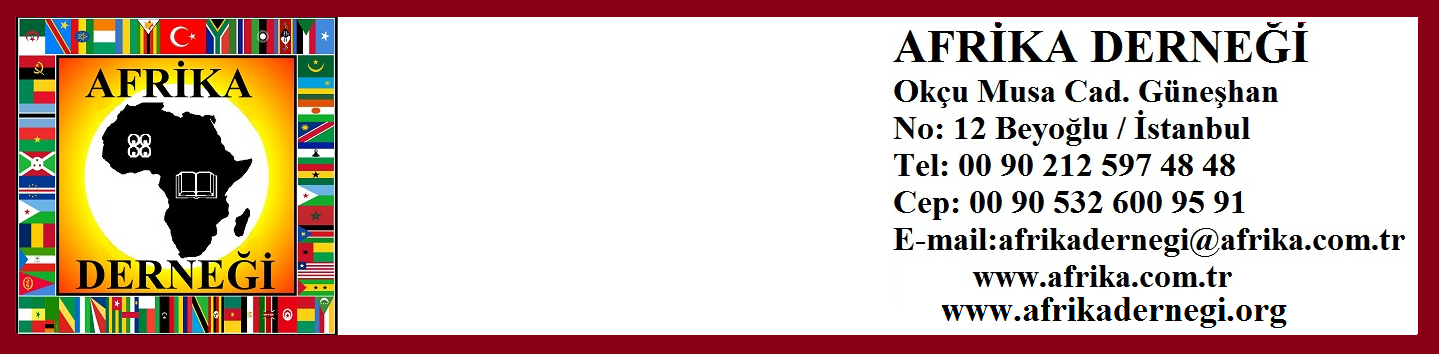 AFRİKA
DERNEĞİ
AFRİKA DERNEĞİ
Okçu Musa Cad. Güneşhan
No: 12 Beyoğlu / İstanbul
Tel: 00 90 212 597 48 48
Cep: 00 90 532 600 95 91
E-mail:afrikadernegi@afrika.com.tr
www.afrika.com.tr
www.afrikadernegi.org